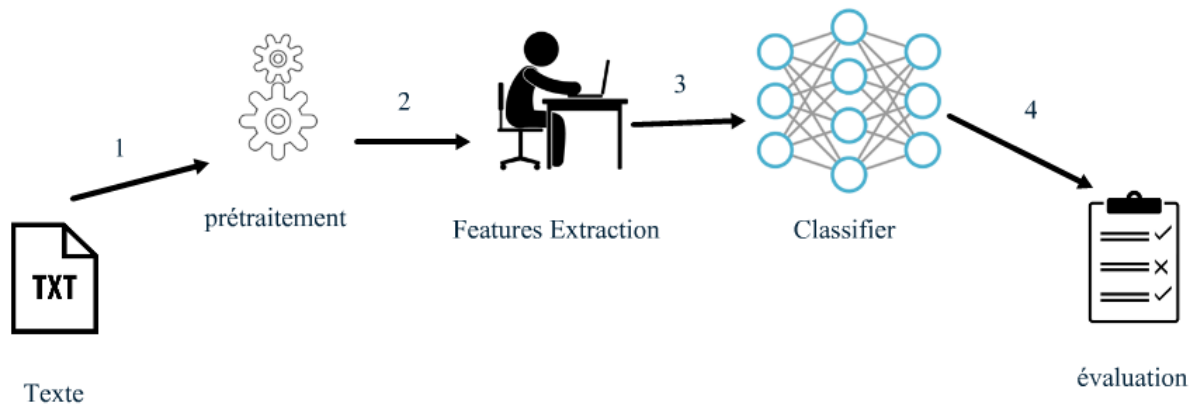 1
2
3
4
prétraitement
Features Extraction
Classifier
TXT
Texte
évaluation